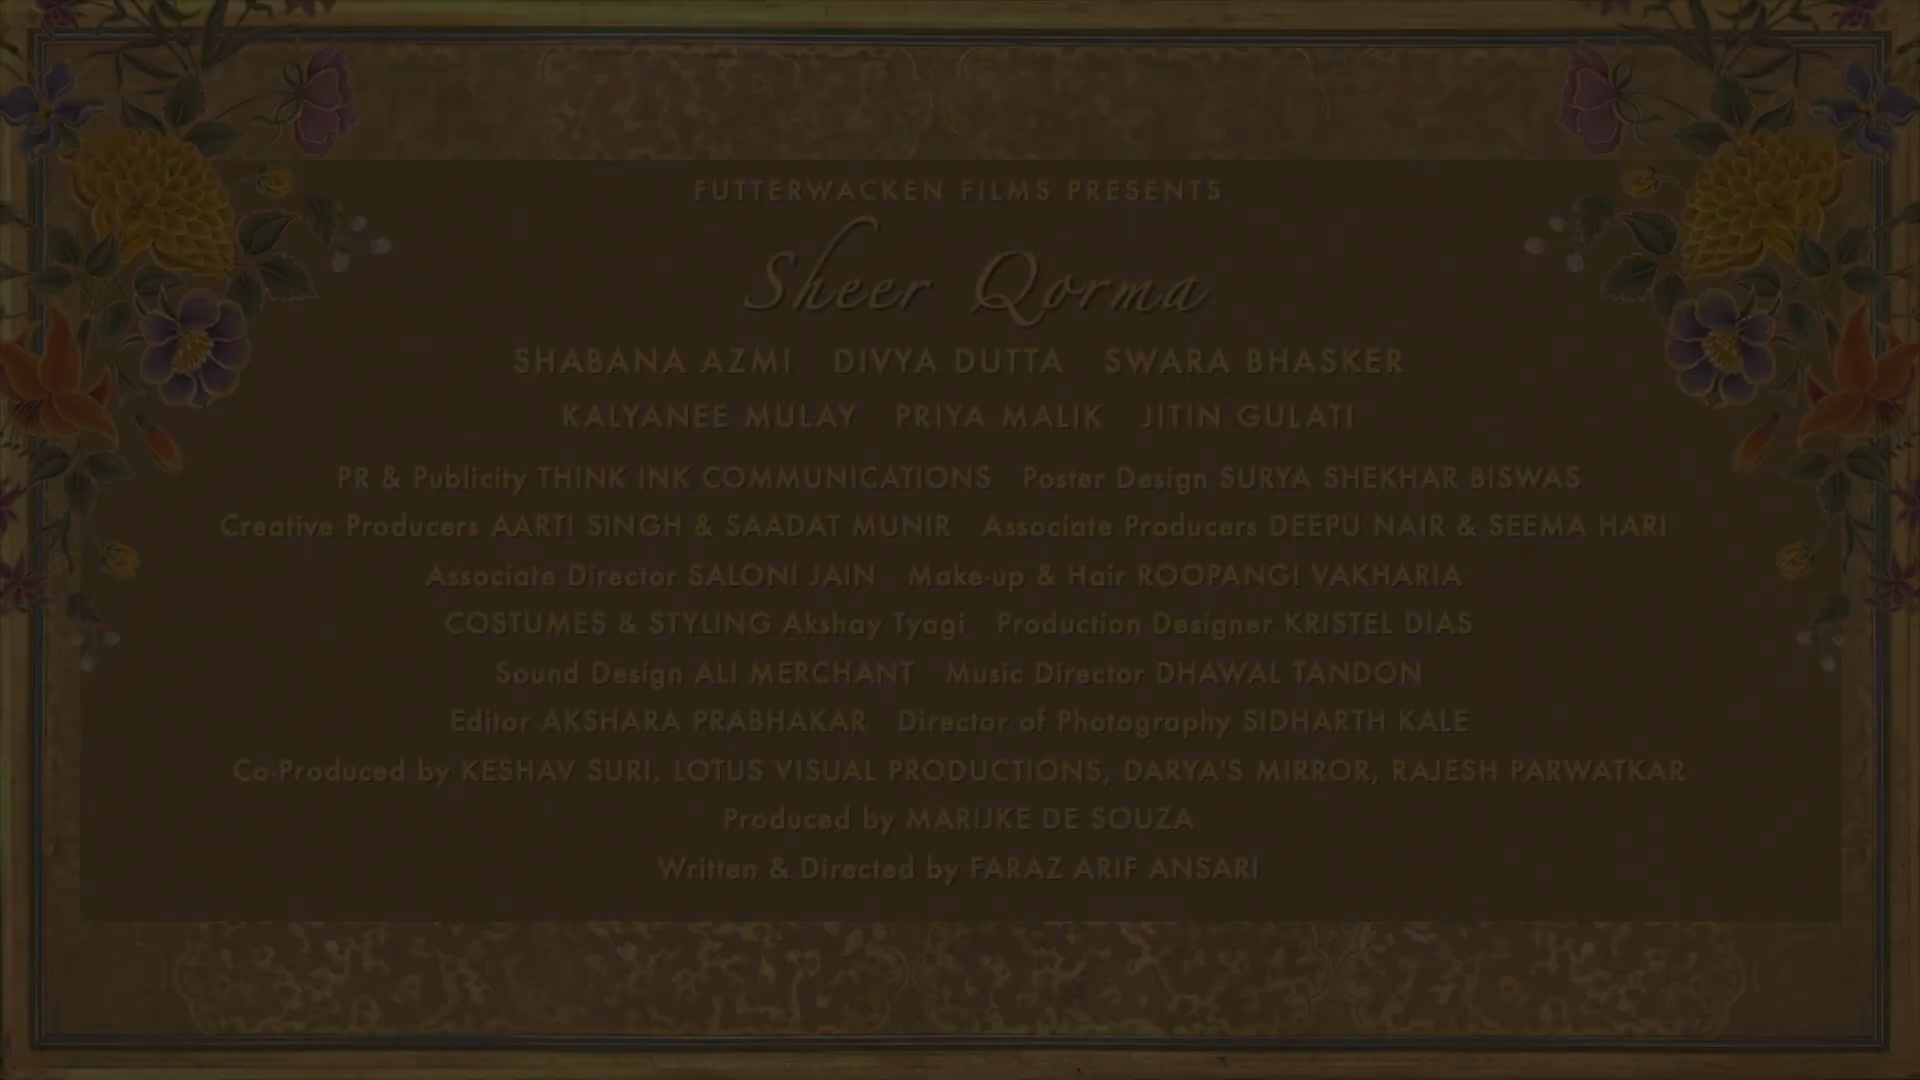 FUTTERWACKEN FILMS PRESENTS
Sheer Qorma
SHABANA AZMI DIVYA DUTTA SWARA BHASKER
KALYANEE MULAY PRIYA MALIK JITIN GULATI
PR & Publicity THINK INK COMMUNICATIONS Poster Design SURYA SHEKHAR BISWAS
Creative Producers AARTI SINGH & SAADAT MUNIR Associate Producers DEEPU NAIR & SEEMA HARI
Associate Director SALONI JAIN Make-up & Hair ROOPANGI VAKHARIA
COSTUMES & STYLING Akshay Tyagi Production Designer KRISTEL DIAS
Sound Design ALI MERCHANT Music Director DHAWAL TANDON
Editor AKSHARA PRABHAKAR Director of Photography SIDHARTH KALE
Co-Produced by KESHAV SURI, LOTUS VISUAL PRODUCTIONS, DARYA'S MIRROR, RAJESH PARWATKAR
Produced by MARIJKE DE SOUZA
Written & Directed by FARAZ ARIF ANSARI